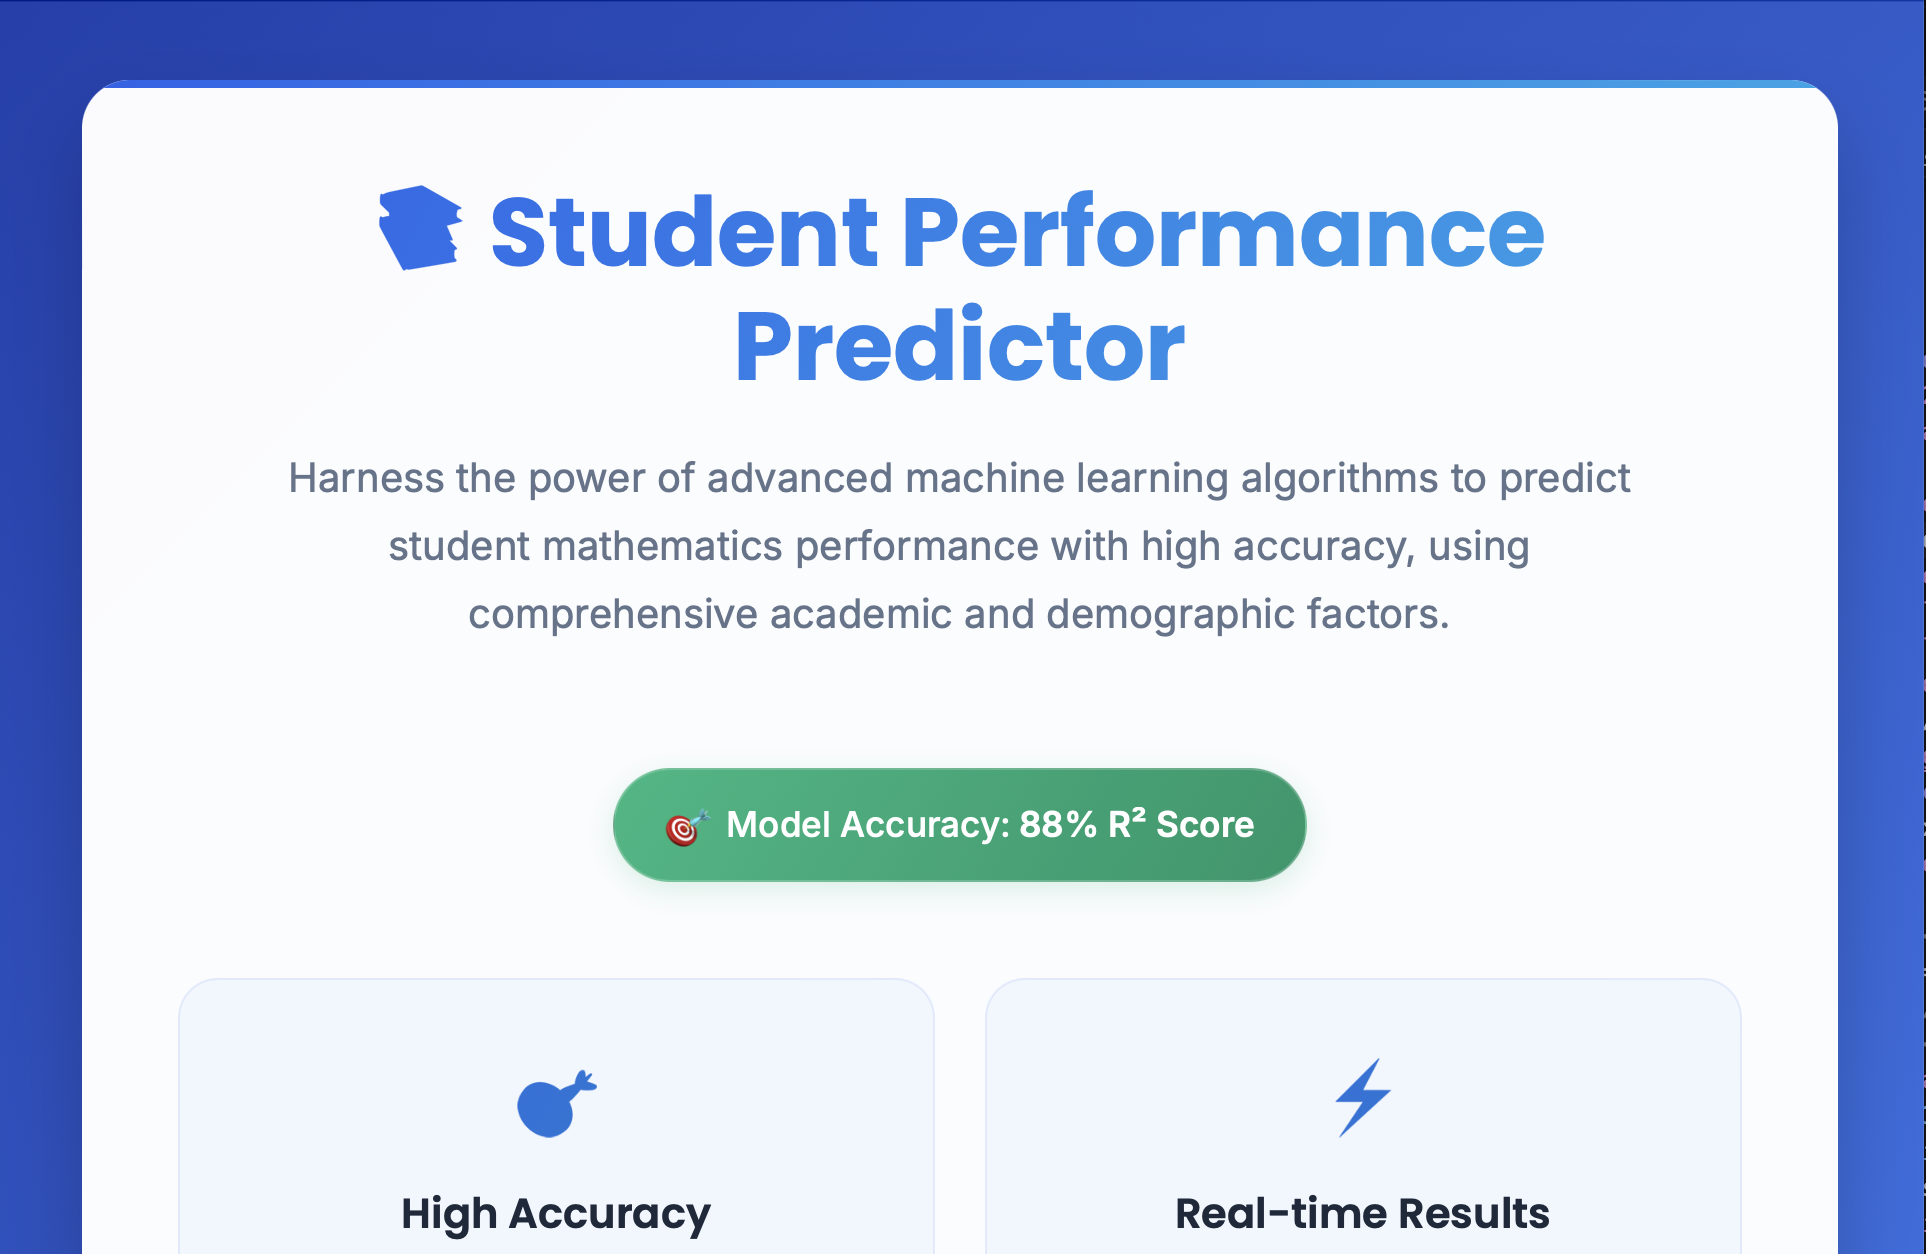 Student Performance
Predictor
Harness the power of advanced machine learning algorithms to predict
student mathematics performance with high accuracy, using
comprehensive academic and demographic factors.
Model Accuracy: 88% R² Score
High Accuracy
Real-time Results